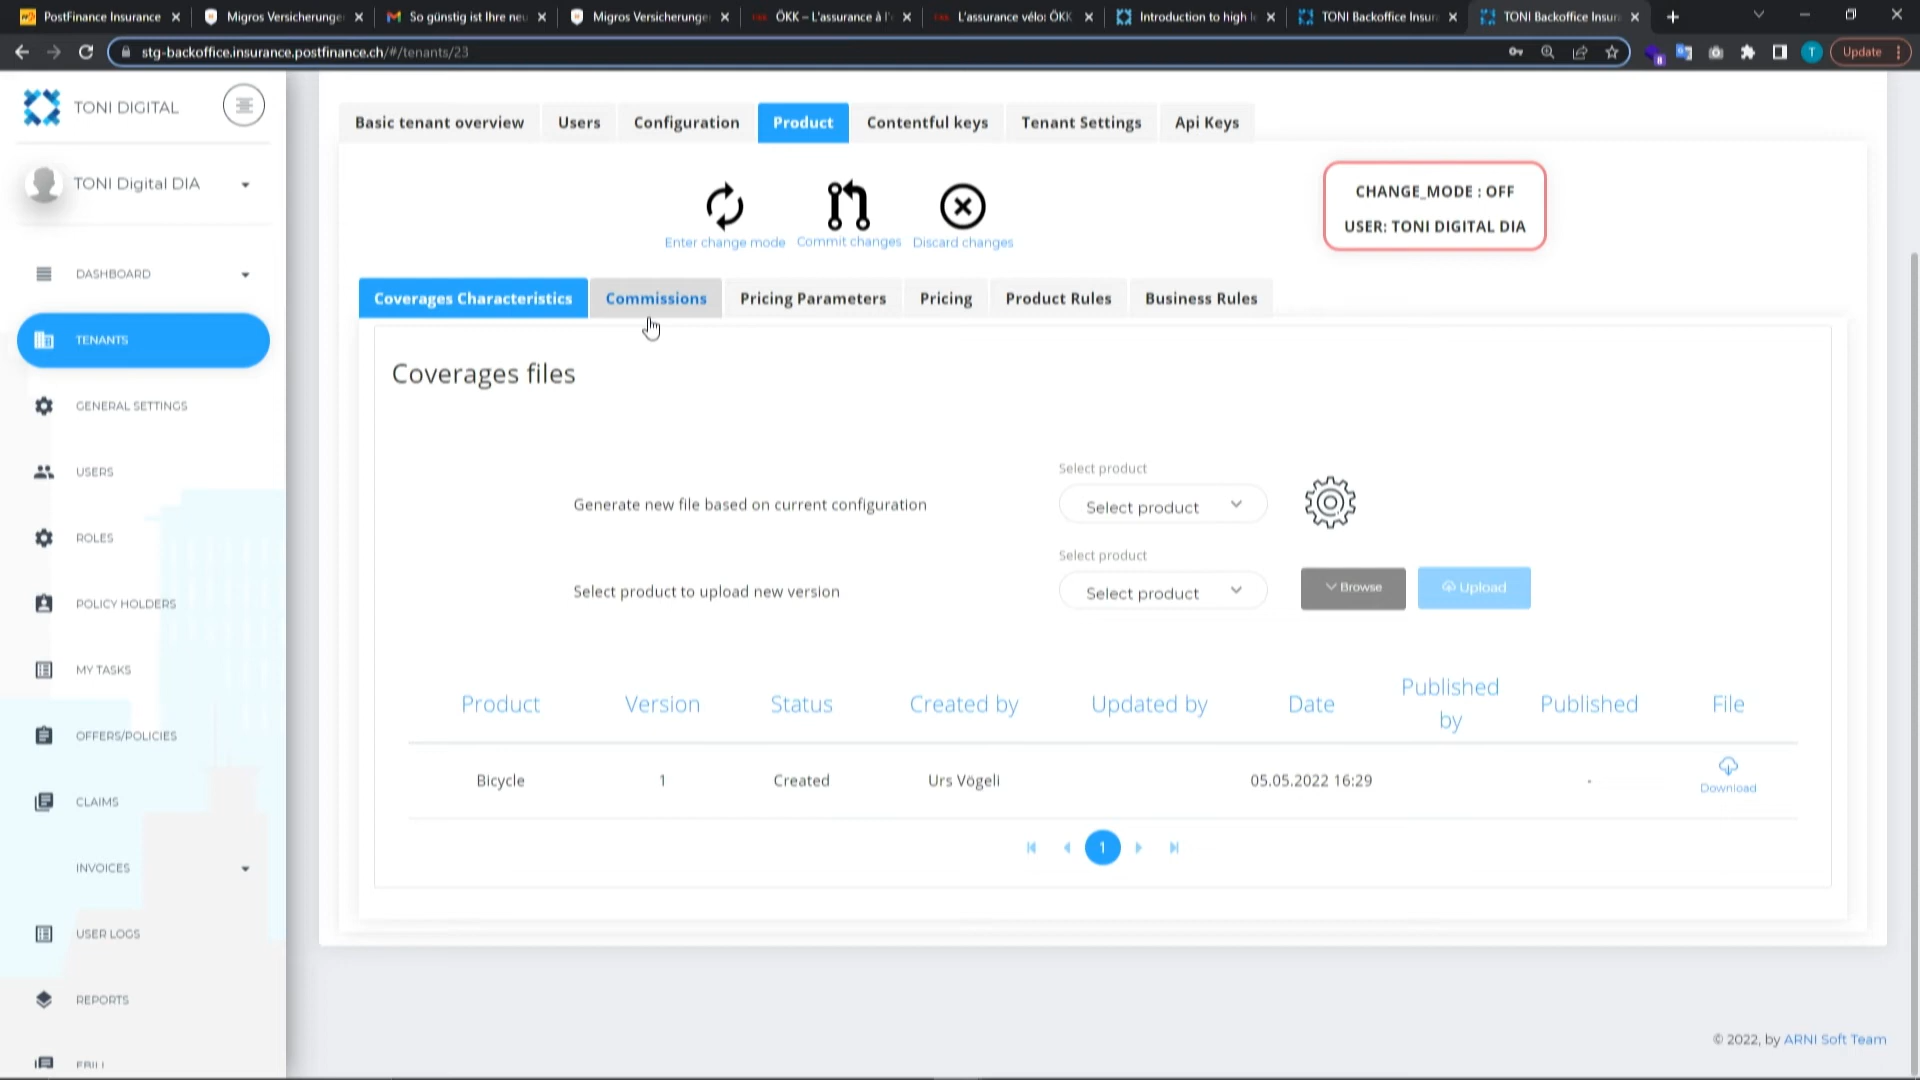 PostFinance Insurance
Migros Versicherunge
So günstig ist Ihre neu
Migros Versicherunge
ÖKK – L'assurance à l'
L'assurance vélo: ÖKK
Introduction to high l
TONI Backoffice Insur
TONI Backoffice Insur
stg-backoffice.insurance.postfinance.ch/#/tenants/23
T
Update
TONI DIGITAL
TONI Digital DIA
DASHBOARD
TENANTS
GENERAL SETTINGS
USERS
ROLES
POLICY HOLDERS
MY TASKS
OFFERS/POLICIES
CLAIMS
INVOICES
USER LOGS
REPORTS
Basic tenant overview
Users
Configuration
Product
Contentful keys
Tenant Settings
Api Keys
Enter change mode
Commit changes
Discard changes
CHANGE_MODE : OFF
USER: TONI DIGITAL DIA
Coverages Characteristics
Commissions
Pricing Parameters
Pricing
Product Rules
Business Rules
Coverages files
Select product
Generate new file based on current configuration
Select product
Select product
Select product to upload new version
Select product
Browse
Upload
Product Version Status Created by Updated by Date Published by Published File
Bicycle 1 Created Urs Vögeli 05.05.2022 16:29 -
Download
1
© 2022, by ARNI Soft Team